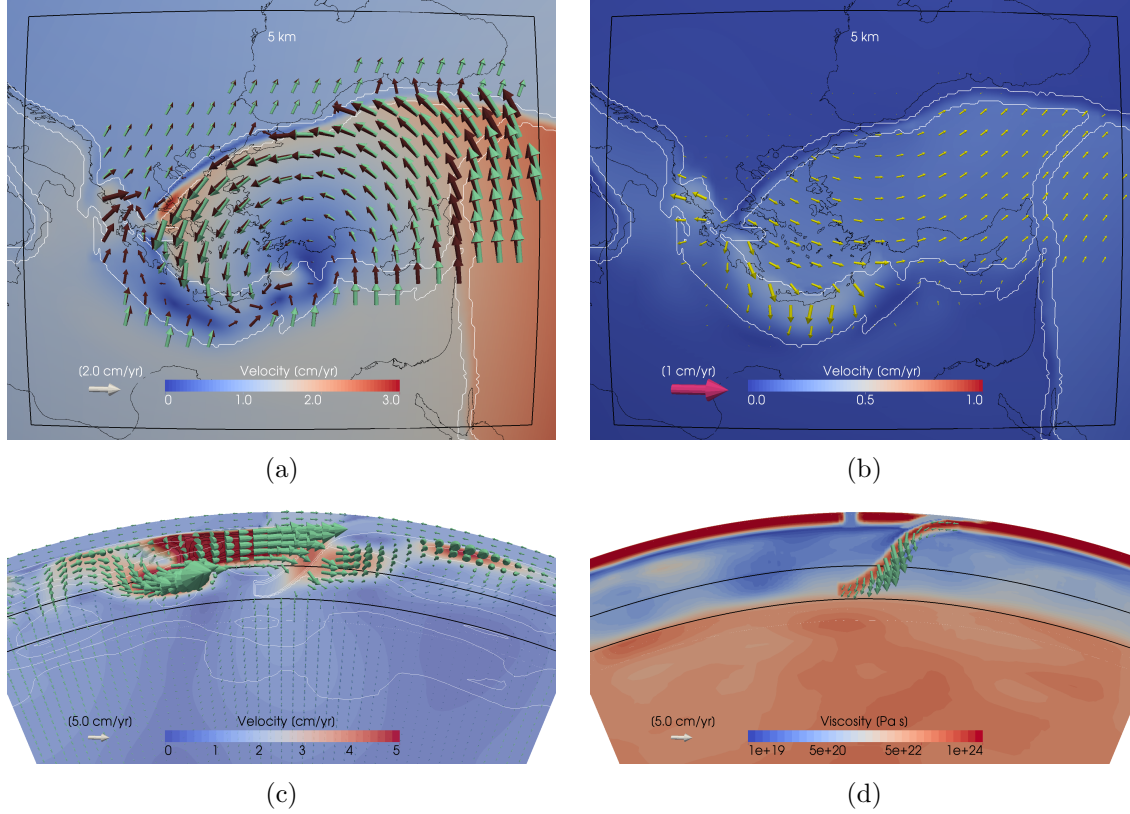 5 km
(2.0 cm/yr)
Velocity (cm/yr)
0 1.0 2.0 3.0
(a)
5 km
(1 cm/yr)
Velocity (cm/yr)
0.0 0.5 1.0
(b)
(5.0 cm/yr)
Velocity (cm/yr)
0 1 2 3 4 5
(c)
(5.0 cm/yr)
Viscosity (Pa s)
1e+19 5e+20 5e+22 1e+24
(d)